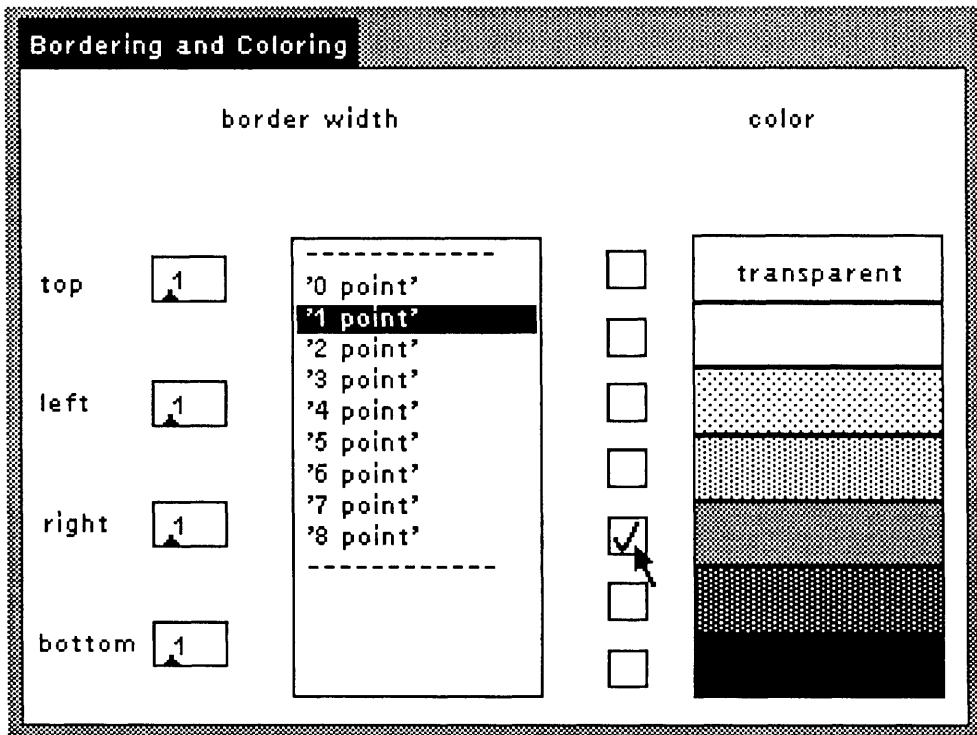 Bordering and Coloring
border width
color
top
1
left
1
right
1
bottom
1
-------------
’0 point’
’1 point’
’2 point’
’3 point’
’4 point’
’5 point’
’6 point’
’7 point’
’8 point’
-------------
transparent